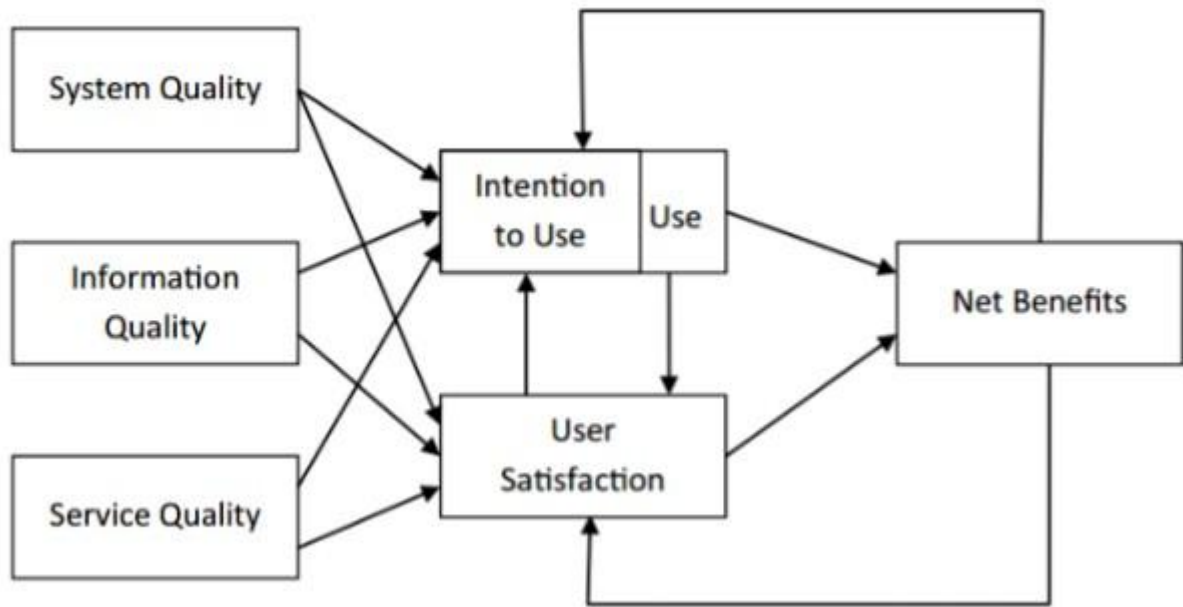 System Quality
Intention
to Use
Use
Information
Quality
Net Benefits
User
Satisfaction
Service Quality